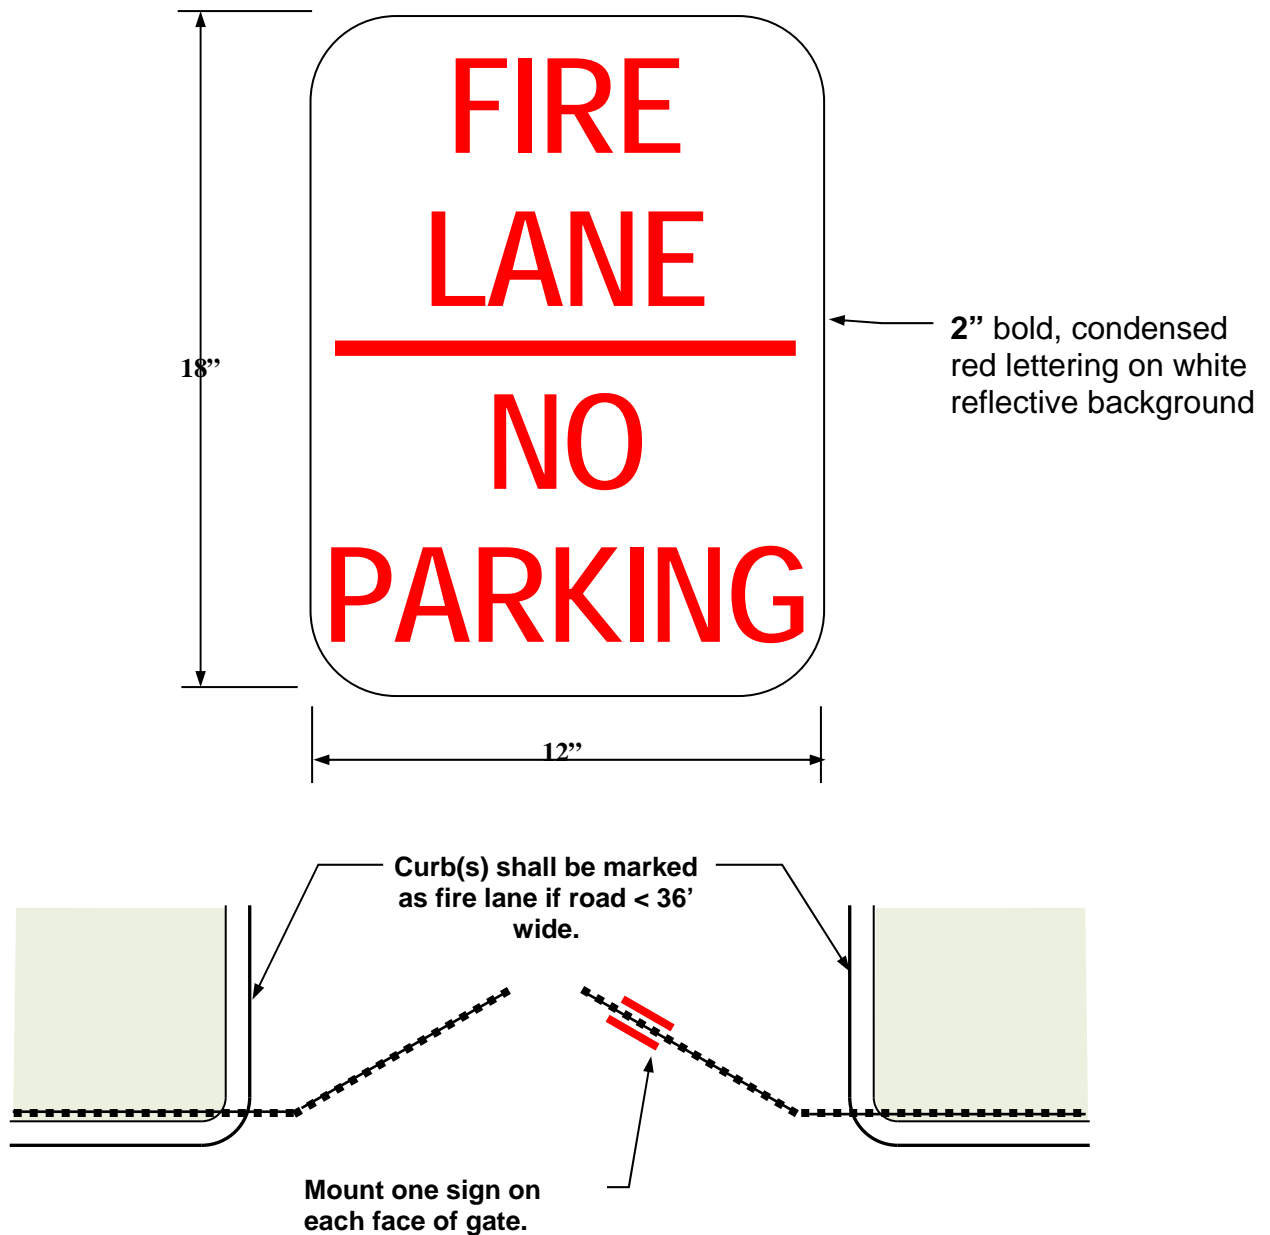 FIRE
LANE
18”
2” bold, condensed
red lettering on white
reflective background
NO
PARKING
12”
Curb(s) shall be marked
as fire lane if road < 36’
wide.
Mount one sign on
each face of gate.